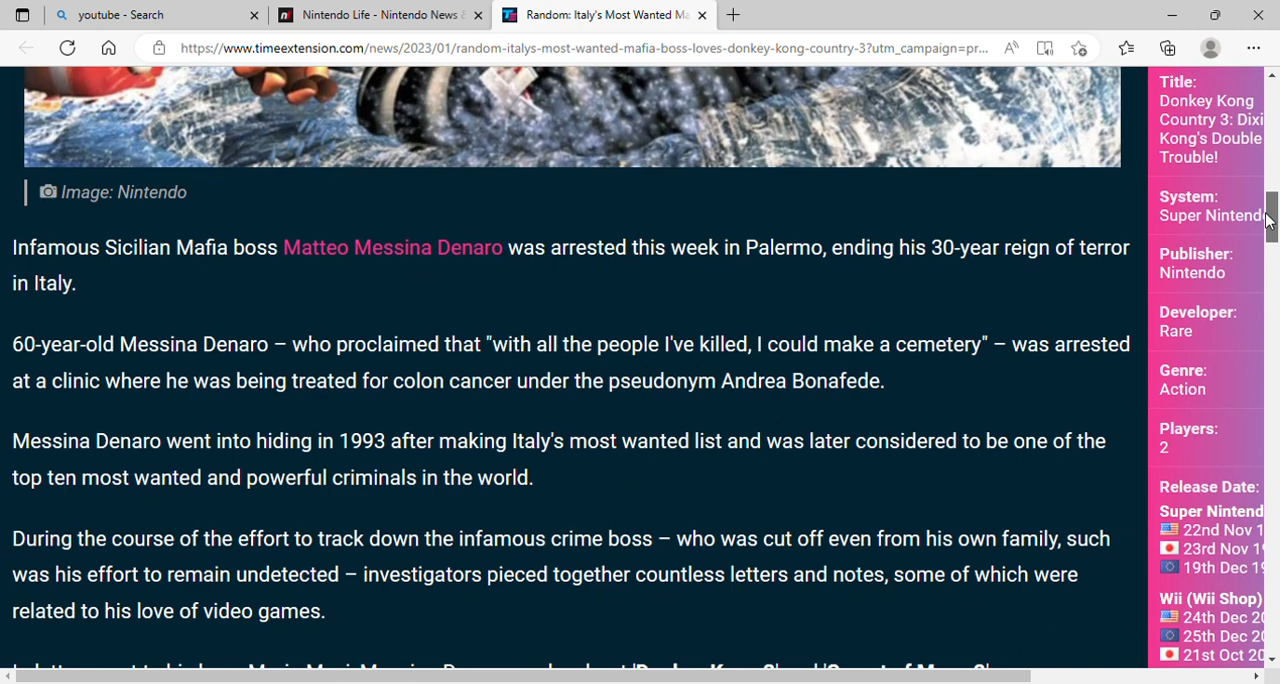 youtube - Search
Nintendo Life - Nintendo News
Random: Italy's Most Wanted
https://www.timeextension.com/news/2023/01/random-italys-most-wanted-mafia-boss-loves-donkey-kong-country-3?utm_campaign=pr...
Image: Nintendo
Infamous Sicilian Mafia boss Matteo Messina Denaro was arrested this week in Palermo, ending his 30-year reign of terror
in Italy.
60-year-old Messina Denaro – who proclaimed that "with all the people I've killed, I could make a cemetery" – was arrested
at a clinic where he was being treated for colon cancer under the pseudonym Andrea Bonafede.
Messina Denaro went into hiding in 1993 after making Italy's most wanted list and was later considered to be one of the
top ten most wanted and powerful criminals in the world.
During the course of the effort to track down the infamous crime boss – who was cut off even from his own family, such
was his effort to remain undetected – investigators pieced together countless letters and notes, some of which were
related to his love of video games.
Title:
Donkey Kong
Country 3: Dixi
Kong's Double
Trouble!
System:
Super Nintend
Publisher:
Nintendo
Developer:
Rare
Genre:
Action
Players:
2
Release Date:
Super Nintend
22nd Nov 1
23rd Nov 1
19th Dec 19
Wii (Wii Shop)
24th Dec 20
25th Dec 20
21st Oct 20